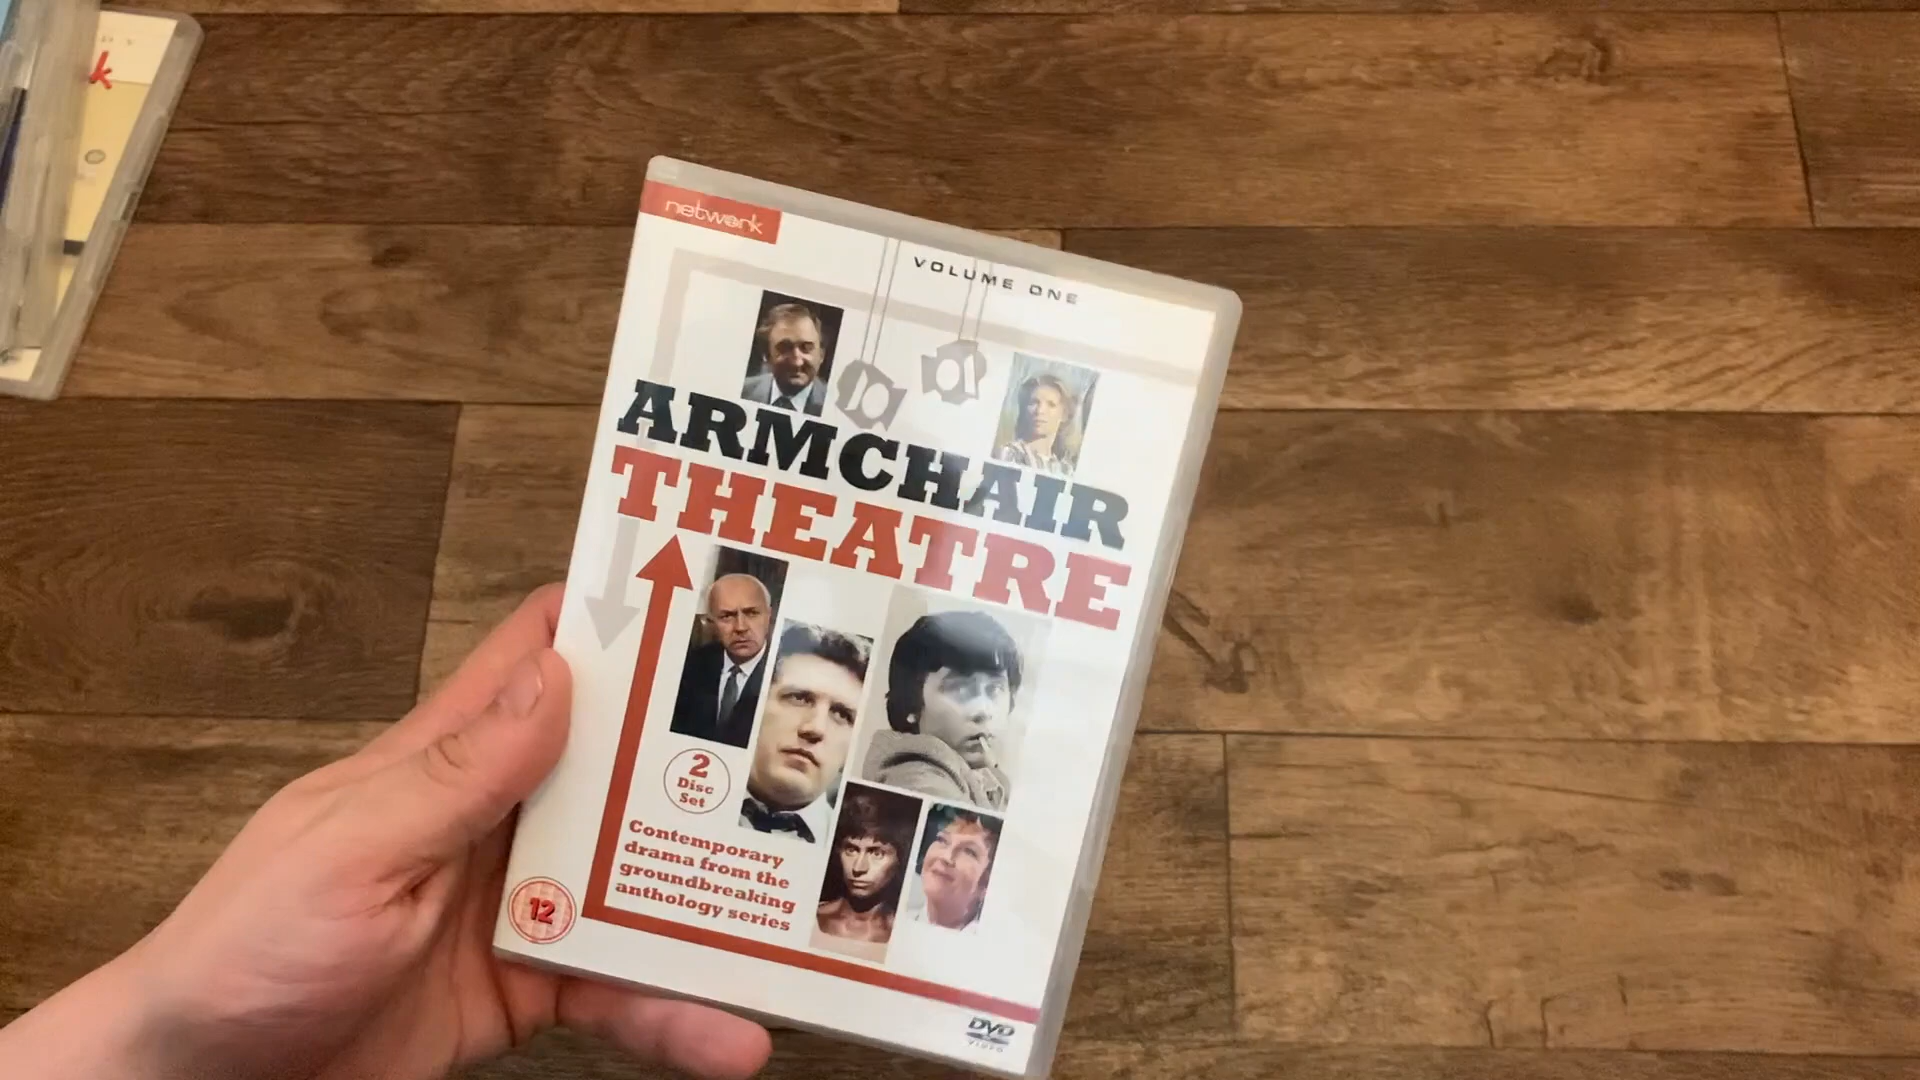 k
network
VOLUME ONE
ARMCHAIR
THEATRE
2
Disc
Set
Contemporary
drama from the
groundbreaking
anthology series
12
DVD
VIDEO